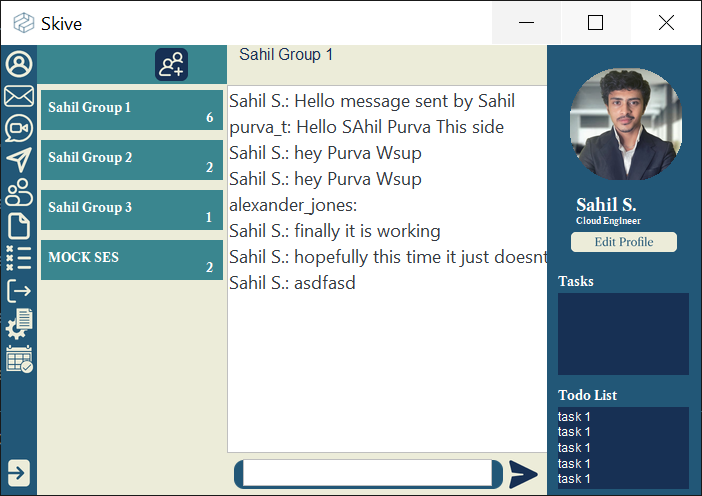 Skive
Sahil Group 1
6
Sahil Group 2
2
Sahil Group 3
1
MOCK SES
2
Sahil Group 1
Sahil S.: Hello message sent by Sahil
purva_t: Hello SAhil Purva This side
Sahil S.: hey Purva Wsup
Sahil S.: hey Purva Wsup
alexander_jones:
Sahil S.: finally it is working
Sahil S.: hopefully this time it just doesnt
Sahil S.: asdfasd
Sahil S.
Cloud Engineer
Edit Profile
Tasks
Todo List
task 1
task 1
task 1
task 1
task 1